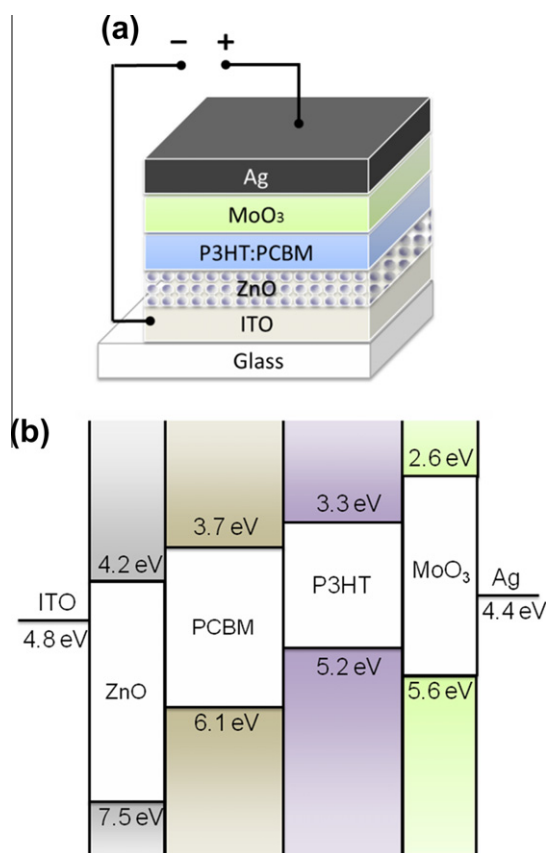 (a)
− +
Ag
MoO₃
P3HT:PCBM
ZnO
ITO
Glass
(b)
2.6 eV
3.3 eV
3.7 eV
4.2 eV
MoO₃
Ag
P3HT
ITO
4.4 eV
PCBM
4.8 eV
5.2 eV
ZnO
5.6 eV
6.1 eV
7.5 eV